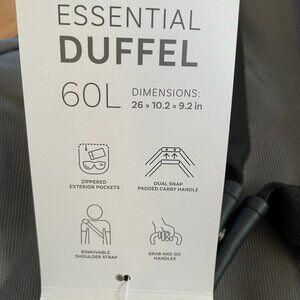 ESSENTIAL
DUFFEL
60L
DIMENSIONS:
26 × 10.2 × 9.2 in
ZIPPERED
EXTERIOR POCKETS
DUAL SNAP
PADDED CARRY HANDLE
REMOVABLE
SHOULDER STRAP
GRAB AND GO
HANDLES